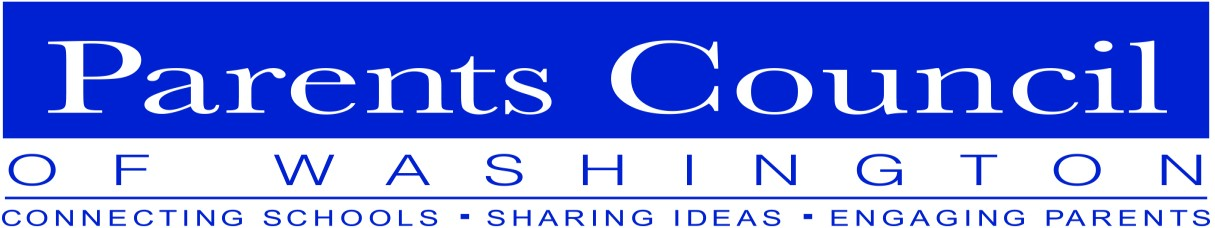 Parents Council
OF WASHINGTON
CONNECTING SCHOOLS ▪ SHARING IDEAS ▪ ENGAGING PARENTS